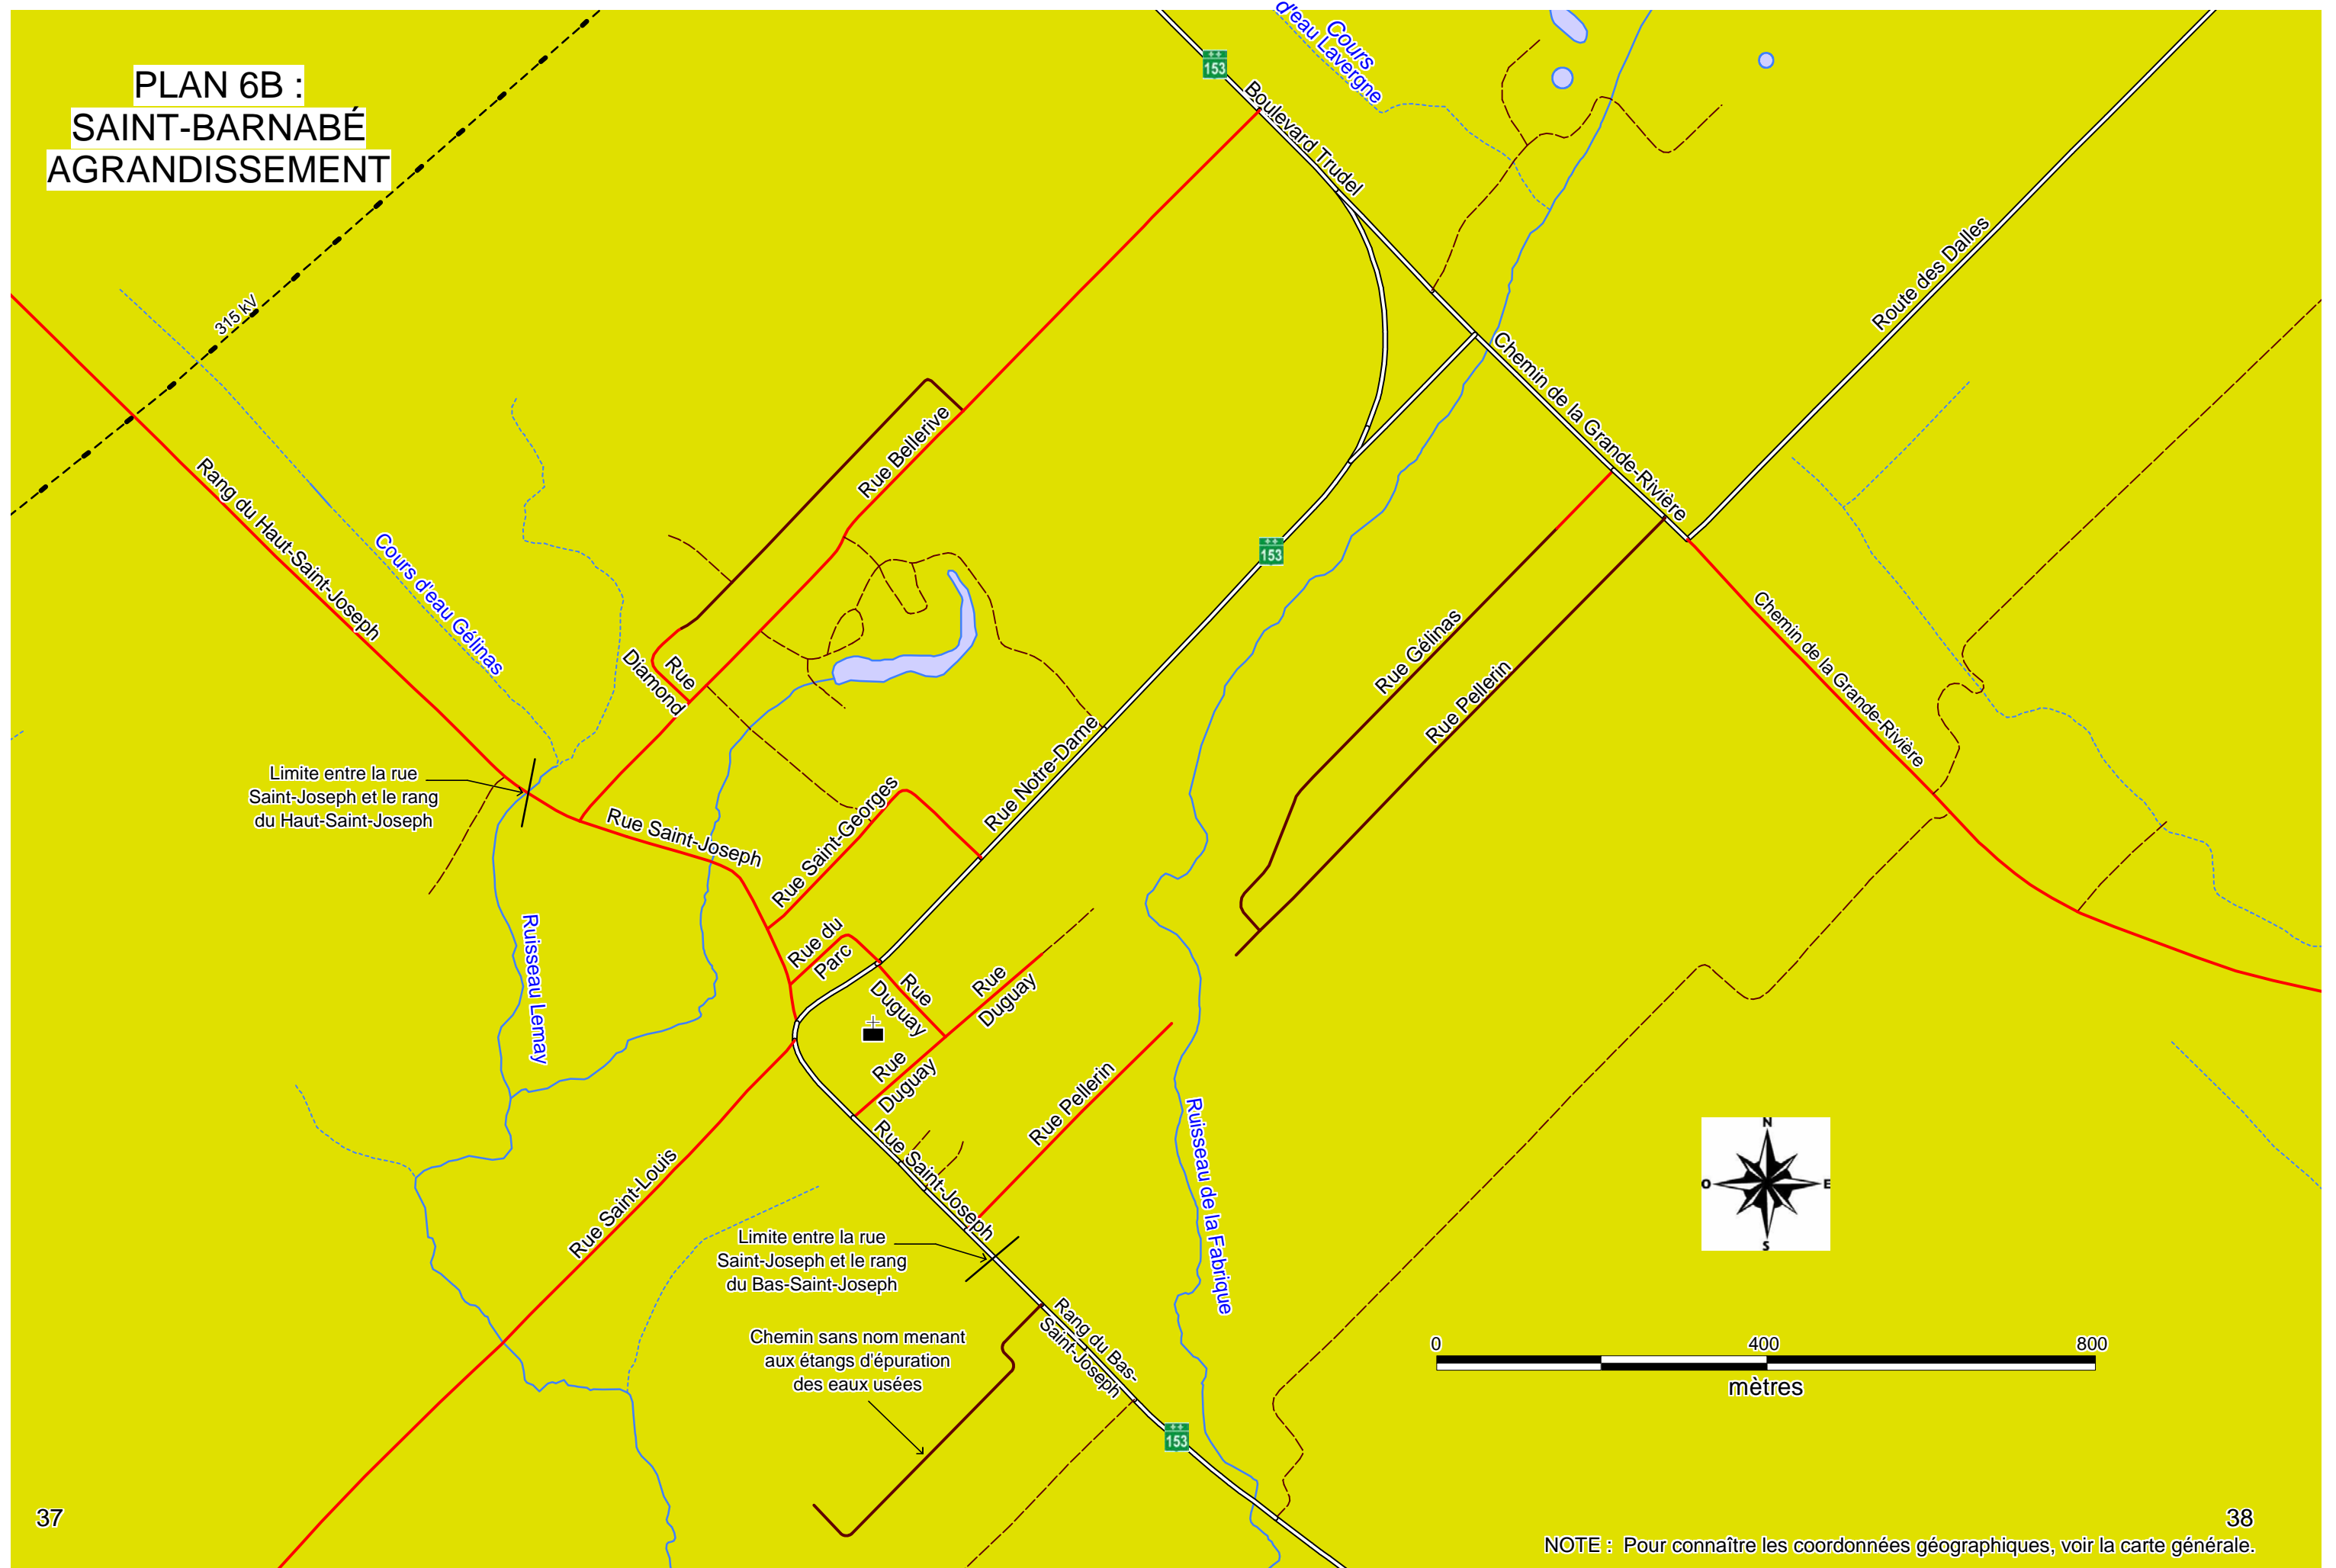 PLAN 6B :
SAINT-BARNABÉ
AGRANDISSEMENT
153
Cours
d'eau Lavergne
Boulevard Trudel
Route des Dalles
315 kV
Chemin de la Grande-Rivière
Rue Bellerive
Rang du Haut-Saint-Joseph
Cours d'eau Gélinas
153
Rue
Diamond
Rue Gélinas
Rue Pellerin
Chemin de la Grande-Rivière
Rue Notre-Dame
Limite entre la rue
Saint-Joseph et le rang
du Haut-Saint-Joseph
Rue Saint-Joseph
Rue Saint-Georges
Rue du
Parc
Rue
Duguay
Rue
Duguay
Rue
Duguay
Ruisseau Lemay
Rue Pellerin
Rue Saint-Joseph
Rue Saint-Louis
Ruisseau de la Fabrique
N
O
E
S
Limite entre la rue
Saint-Joseph et le rang
du Bas-Saint-Joseph
Rang du Bas-
Saint-Joseph
Chemin sans nom menant
aux étangs d'épuration
des eaux usées
0 400 800
mètres
153
37
38
NOTE : Pour connaître les coordonnées géographiques, voir la carte générale.